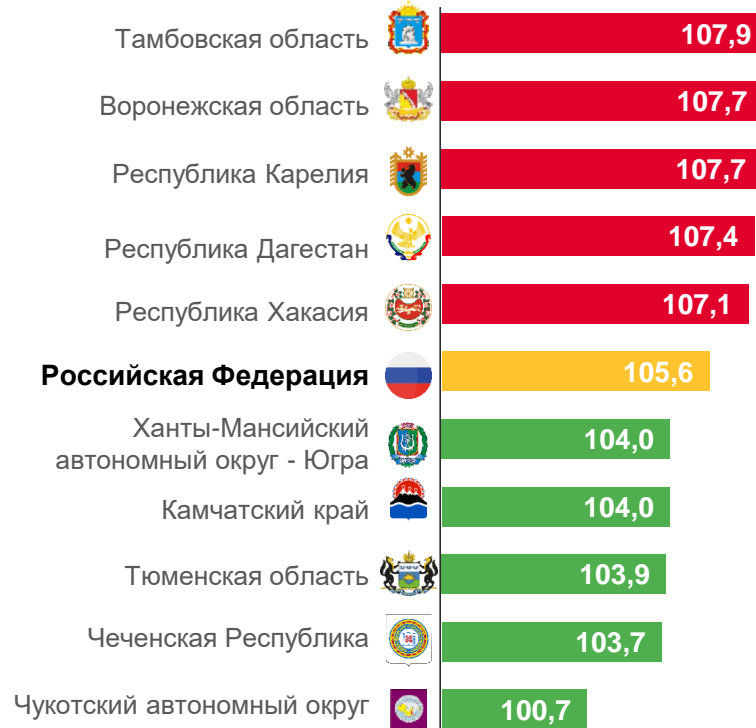 Тамбовская область 107,9
Воронежская область 107,7
Республика Карелия 107,7
Республика Дагестан 107,4
Республика Хакасия 107,1
Российская Федерация 105,6
Ханты-Мансийский
автономный округ - Югра 104,0
Камчатский край 104,0
Тюменская область 103,9
Чеченская Республика 103,7
Чукотский автономный округ 100,7